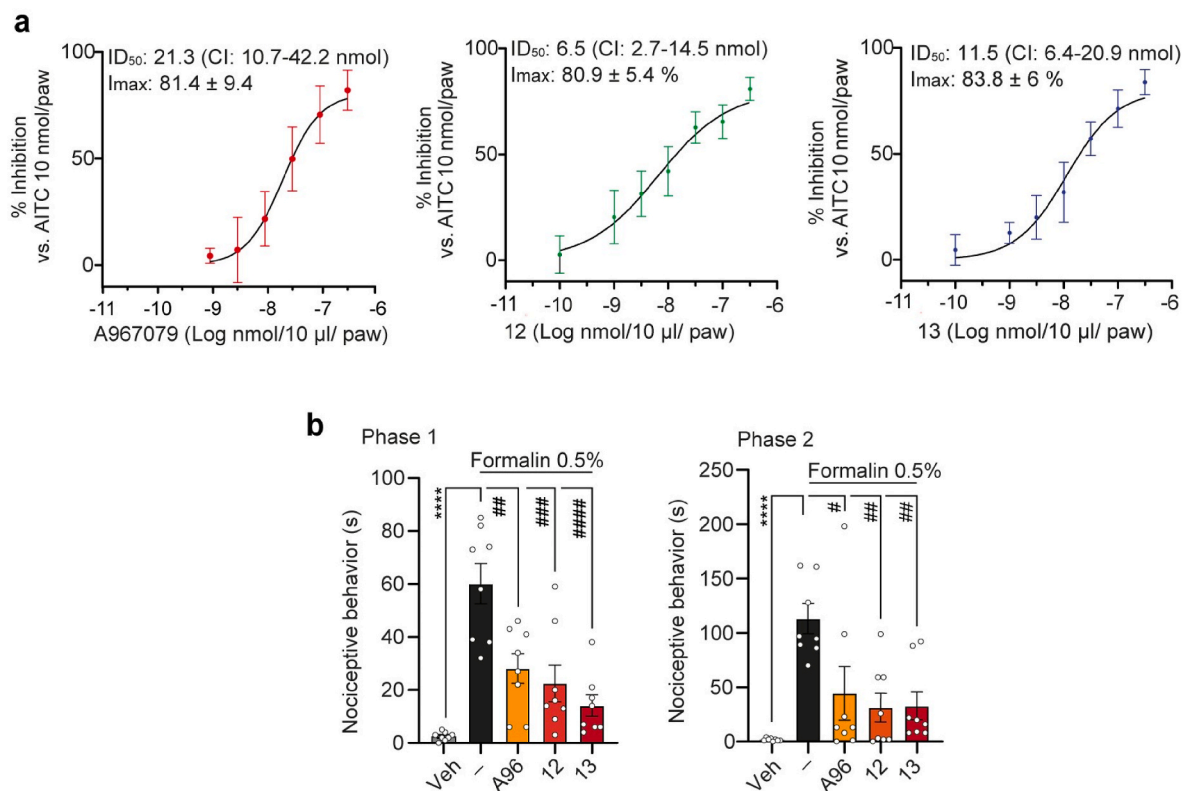 a
ID₅₀: 21.3 (CI: 10.7-42.2 nmol)
Imax: 81.4 ± 9.4
% Inhibition
vs. AITC 10 nmol/paw
100
50
0
-11 -10 -9 -8 -7 -6
A967079 (Log nmol/10 µl/ paw)
ID₅₀: 6.5 (CI: 2.7-14.5 nmol)
Imax: 80.9 ± 5.4 %
% Inhibition
vs. AITC 10 nmol/paw
100
50
0
-11 -10 -9 -8 -7 -6
12 (Log nmol/10 µl/ paw)
ID₅₀: 11.5 (CI: 6.4-20.9 nmol)
Imax: 83.8 ± 6 %
% Inhibition
vs. AITC 10 nmol/paw
100
50
0
-11 -10 -9 -8 -7 -6
13 (Log nmol/10 µl/ paw)
b
Phase 1
Formalin 0.5%
Nociceptive behavior (s)
100
80
60
40
20
0
**** ## ### ####
Veh – A96 12 13
Phase 2
Formalin 0.5%
Nociceptive behavior (s)
250
200
150
100
50
0
**** # ## ##
Veh – A96 12 13